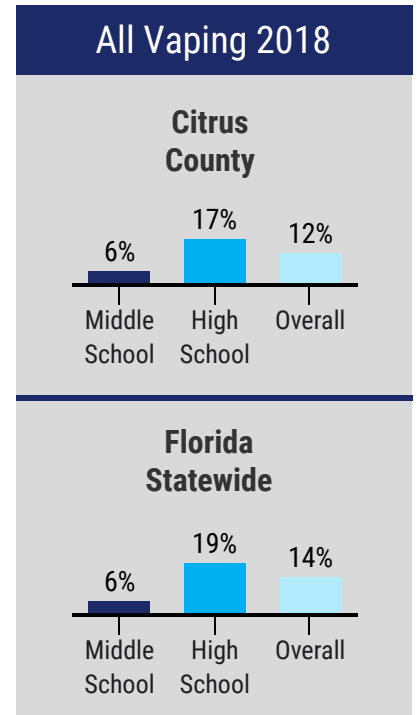 All Vaping 2018
Citrus
County
6%
17%
12%
Middle
School
High
School
Overall
Florida
Statewide
6%
19%
14%
Middle
School
High
School
Overall